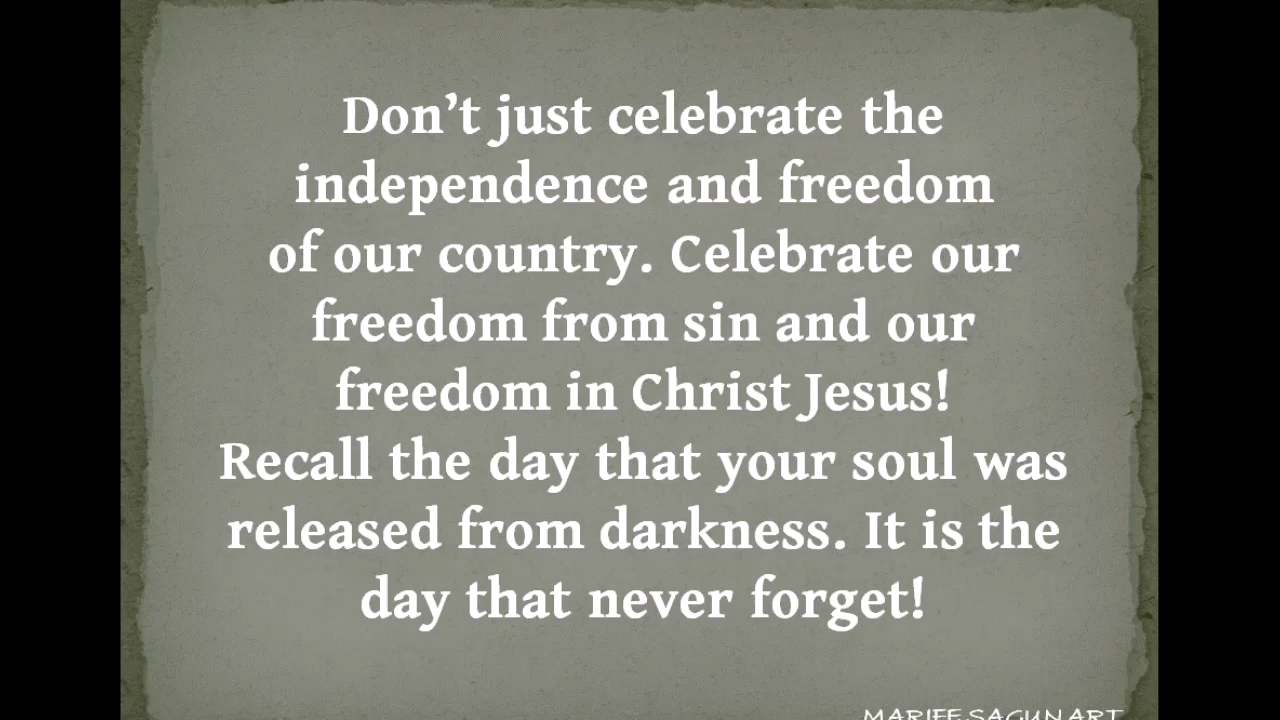 Don’t just celebrate the
independence and freedom
of our country. Celebrate our
freedom from sin and our
freedom in Christ Jesus!
Recall the day that your soul was
released from darkness. It is the
day that never forget!
MARIFE.SAGUN.ART